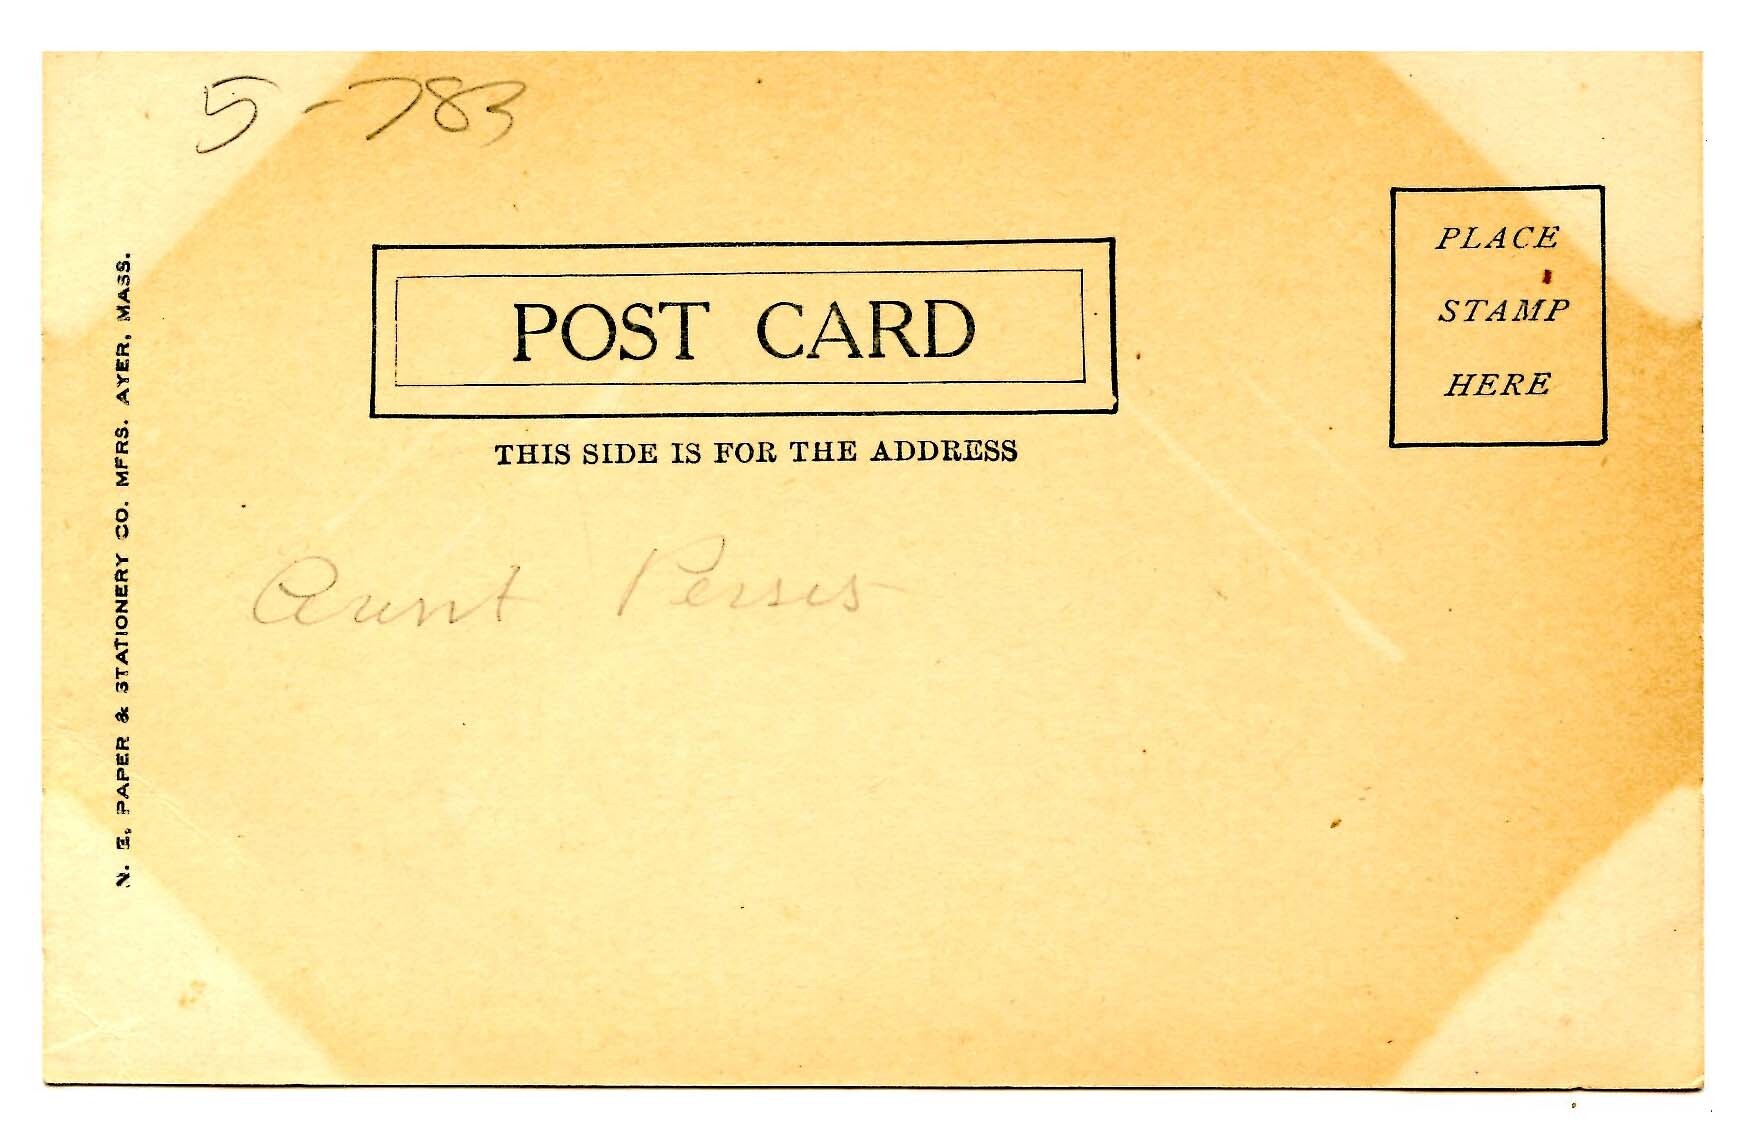 5-783
POST CARD
THIS SIDE IS FOR THE ADDRESS
PLACE
STAMP
HERE
Aunt Persis
N. E. PAPER & STATIONERY CO. MFRS. AYER, MASS.